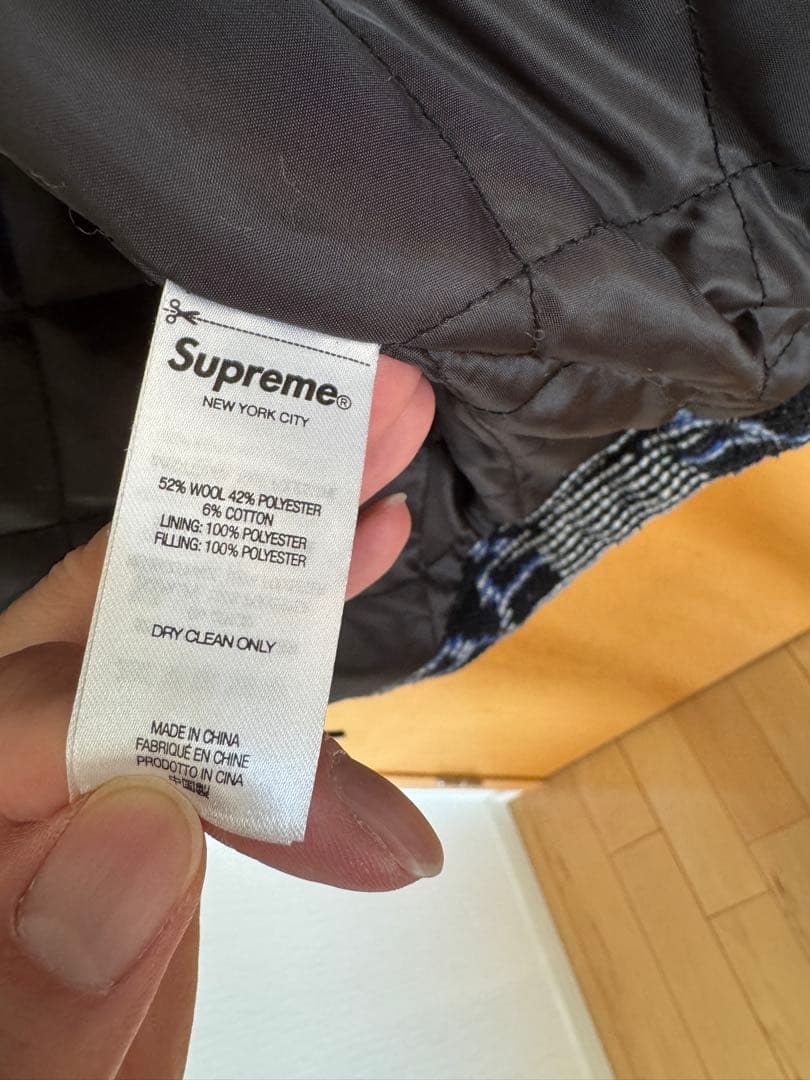 Supreme®
NEW YORK CITY
52% WOOL 42% POLYESTER
6% COTTON
LINING: 100% POLYESTER
FILLING: 100% POLYESTER
DRY CLEAN ONLY
MADE IN CHINA
FABRIQUÉ EN CHINE
PRODOTTO IN CINA
中国製